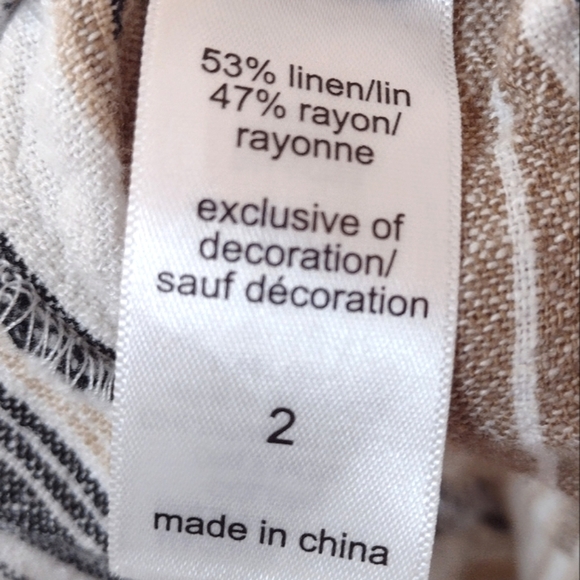 53% linen/lin
47% rayon/
rayonne
exclusive of
decoration/
sauf décoration
2
made in china